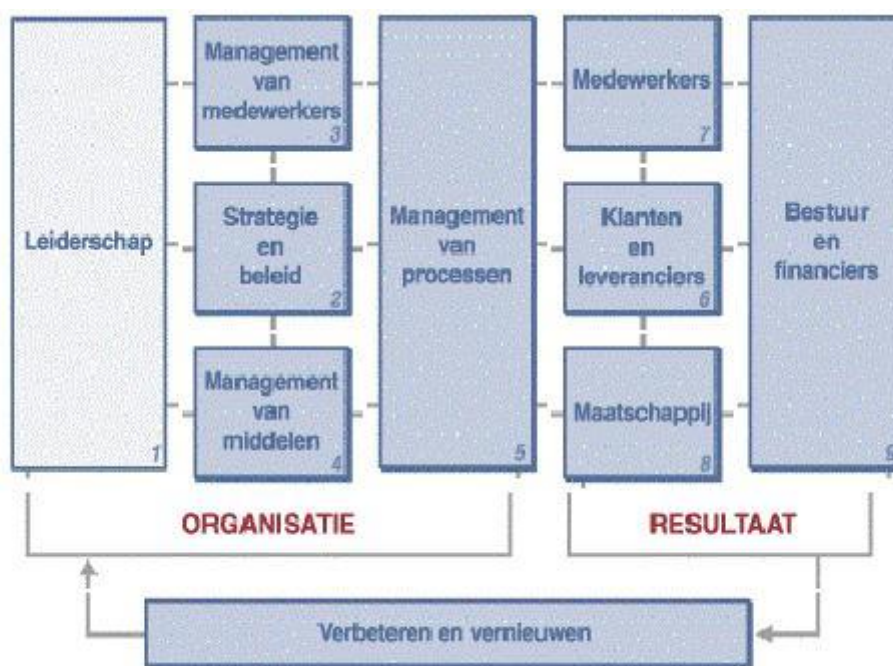 Leiderschap
1
Management
van
medewerkers
3
Strategie
en
beleid
2
Management
van
middelen
4
Management
van
processen
5
Medewerkers
7
Klanten
en
leveranciers
6
Maatschappij
8
Bestuur
en
financiers
9
ORGANISATIE
RESULTAAT
Verbeteren en vernieuwen